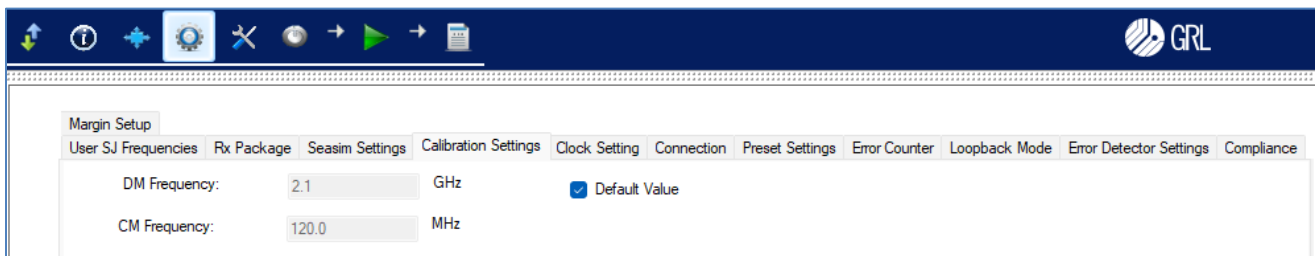 GRL
Margin Setup
User SJ Frequencies Rx Package Seasim Settings Calibration Settings Clock Setting Connection Preset Settings Error Counter Loopback Mode Error Detector Settings Compliance
DM Frequency: 2.1 GHz Default Value
CM Frequency: 120.0 MHz